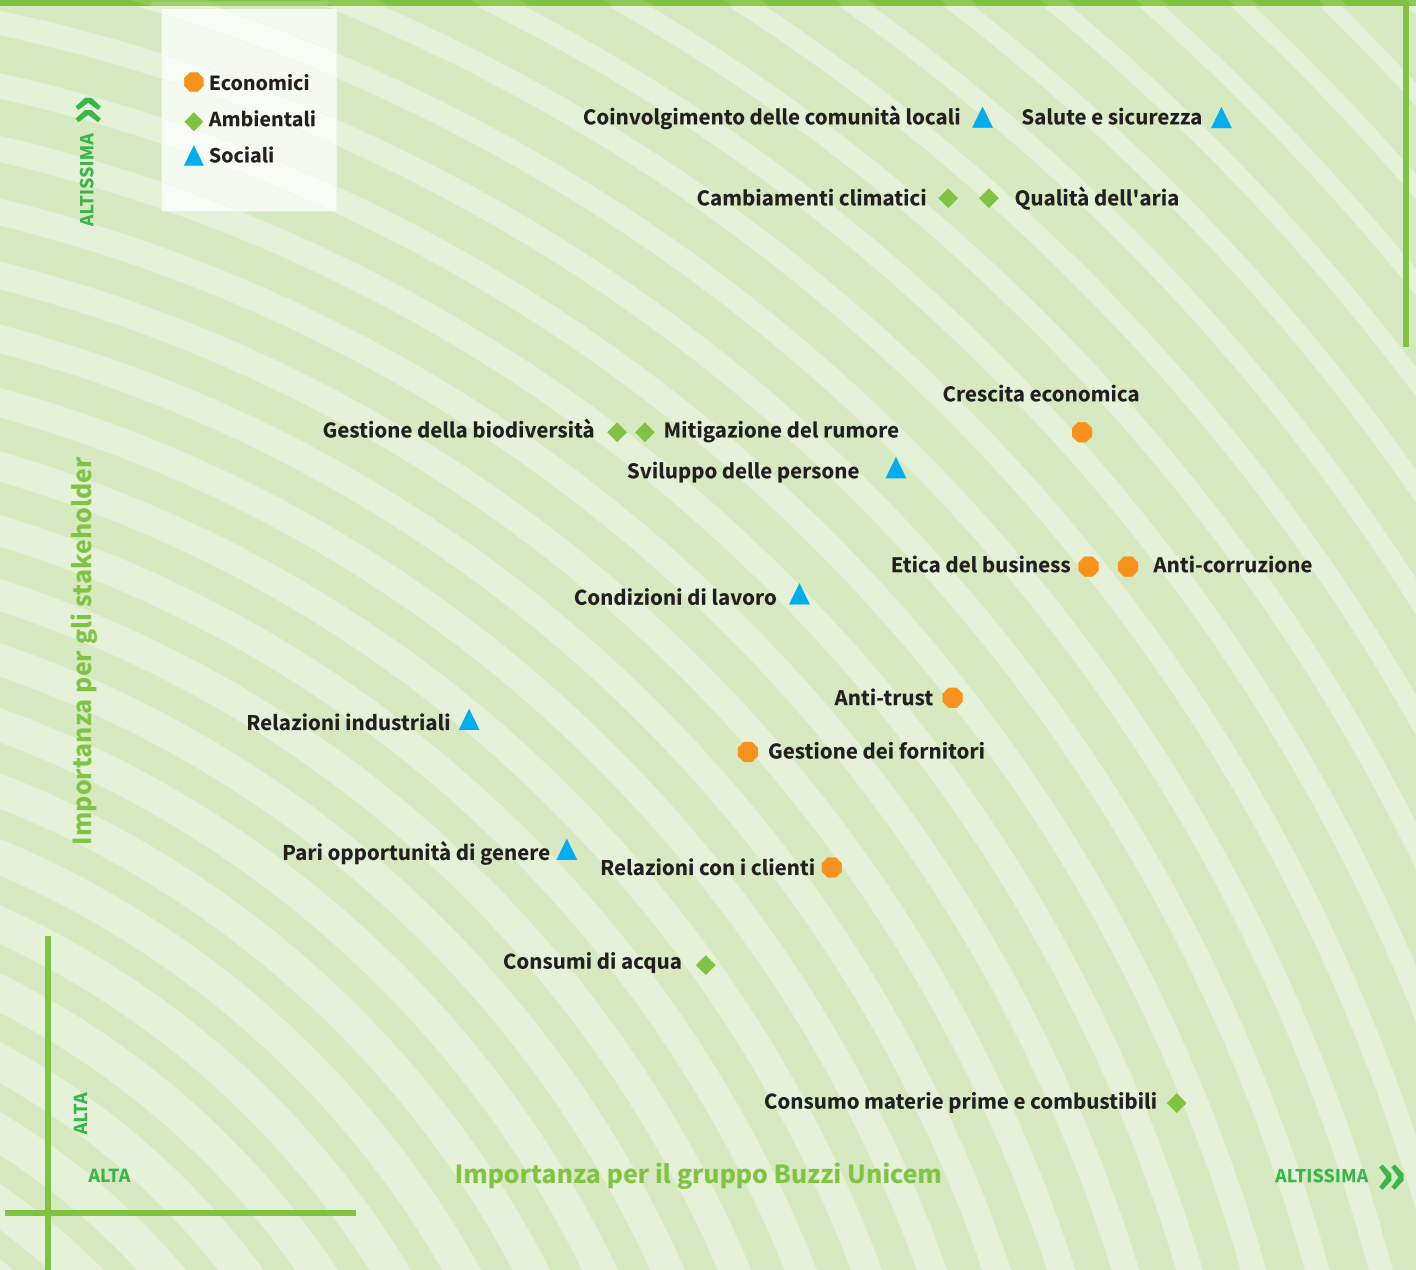 Economici
Ambientali
Sociali
ALTISSIMA
Coinvolgimento delle comunità locali
Salute e sicurezza
Cambiamenti climatici
Qualità dell'aria
Crescita economica
Gestione della biodiversità
Mitigazione del rumore
Sviluppo delle persone
Importanza per gli stakeholder
Etica del business
Anti-corruzione
Condizioni di lavoro
Anti-trust
Relazioni industriali
Gestione dei fornitori
Pari opportunità di genere
Relazioni con i clienti
Consumi di acqua
Consumo materie prime e combustibili
ALTA
ALTA
Importanza per il gruppo Buzzi Unicem
ALTISSIMA